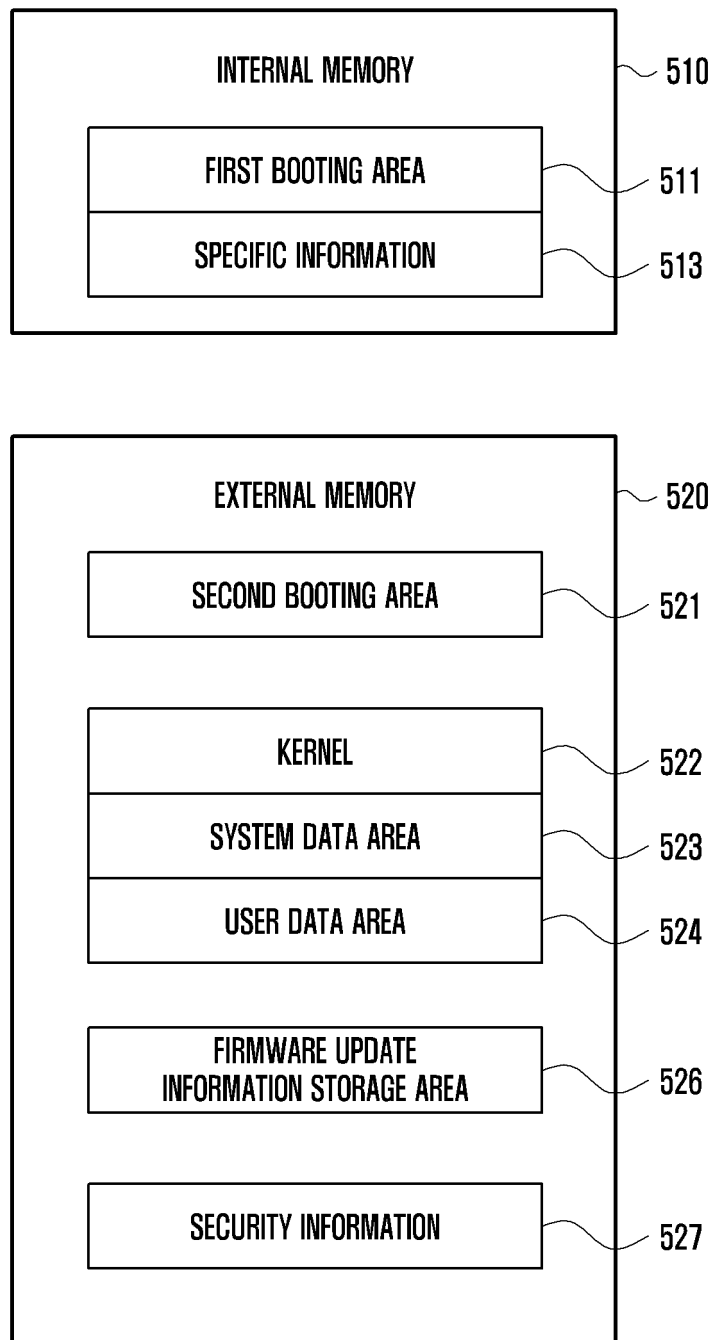 INTERNAL MEMORY
510
FIRST BOOTING AREA
511
SPECIFIC INFORMATION
513
EXTERNAL MEMORY
520
SECOND BOOTING AREA
521
KERNEL
522
SYSTEM DATA AREA
523
USER DATA AREA
524
FIRMWARE UPDATE
INFORMATION STORAGE AREA
526
SECURITY INFORMATION
527